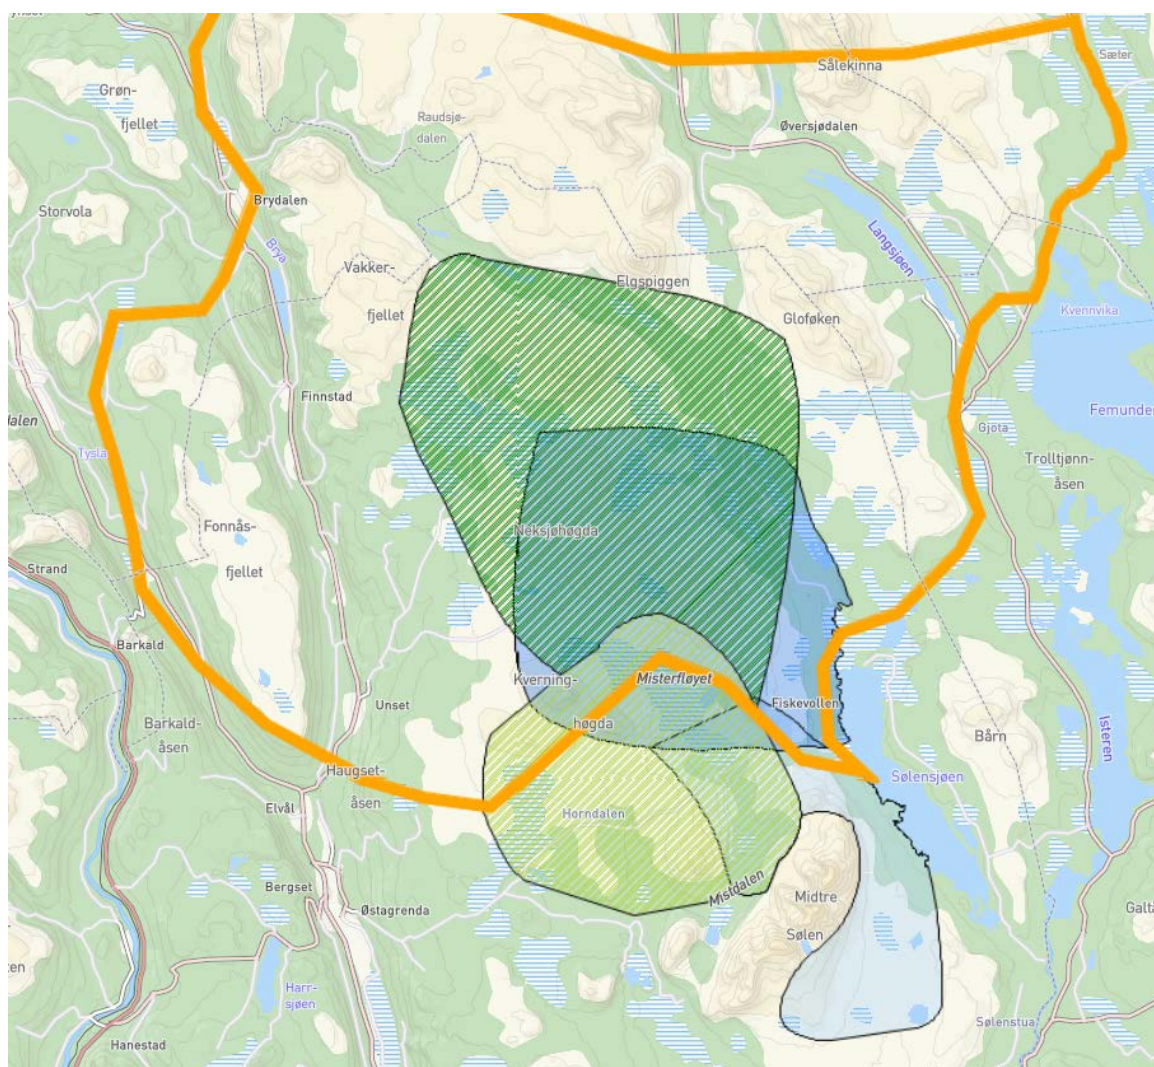 Sæter
Sålekinna
Grøn-
fjellet
Raudsjø-
dalen
Øversjødalen
Brydalen
Storvola
Brya
Langsjøen
Vakker-
fjellet
Elgspiggen
Gloføken
Kvennvika
Finnstad
dalen
Tysla
Femunden
Gjota
Trolltjønn-
åsen
Neksjøhøgda
Fonnås-
fjellet
Strand
Barkald
Kverning-
høgda
Misterfløyet
Fiskevollen
Unset
Barkald-
åsen
Isteren
Bårn
Haugset-
åsen
Sølensjøen
Elvål
Horndalen
Bergset
Mistdalen
Midtre
Sølen
Østagrenda
Galtå
Harr-
sjøen
Sølenstua
Hanestad